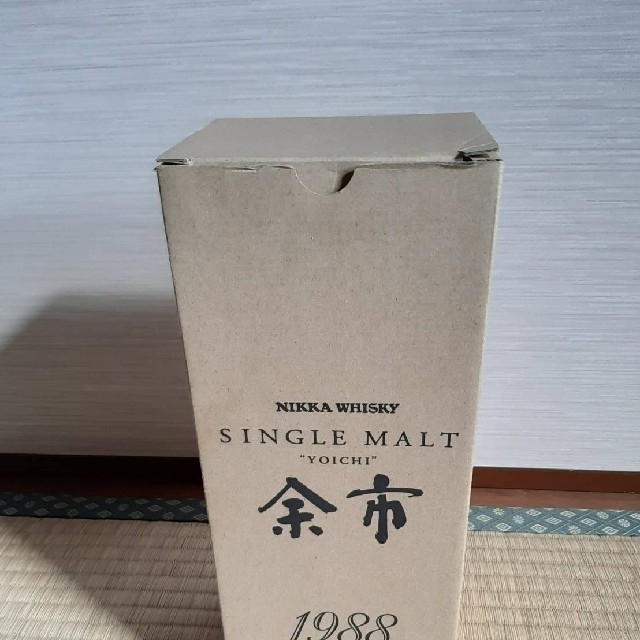 NIKKA WHISKY
SINGLE MALT
"YOICHI"
余市
1988